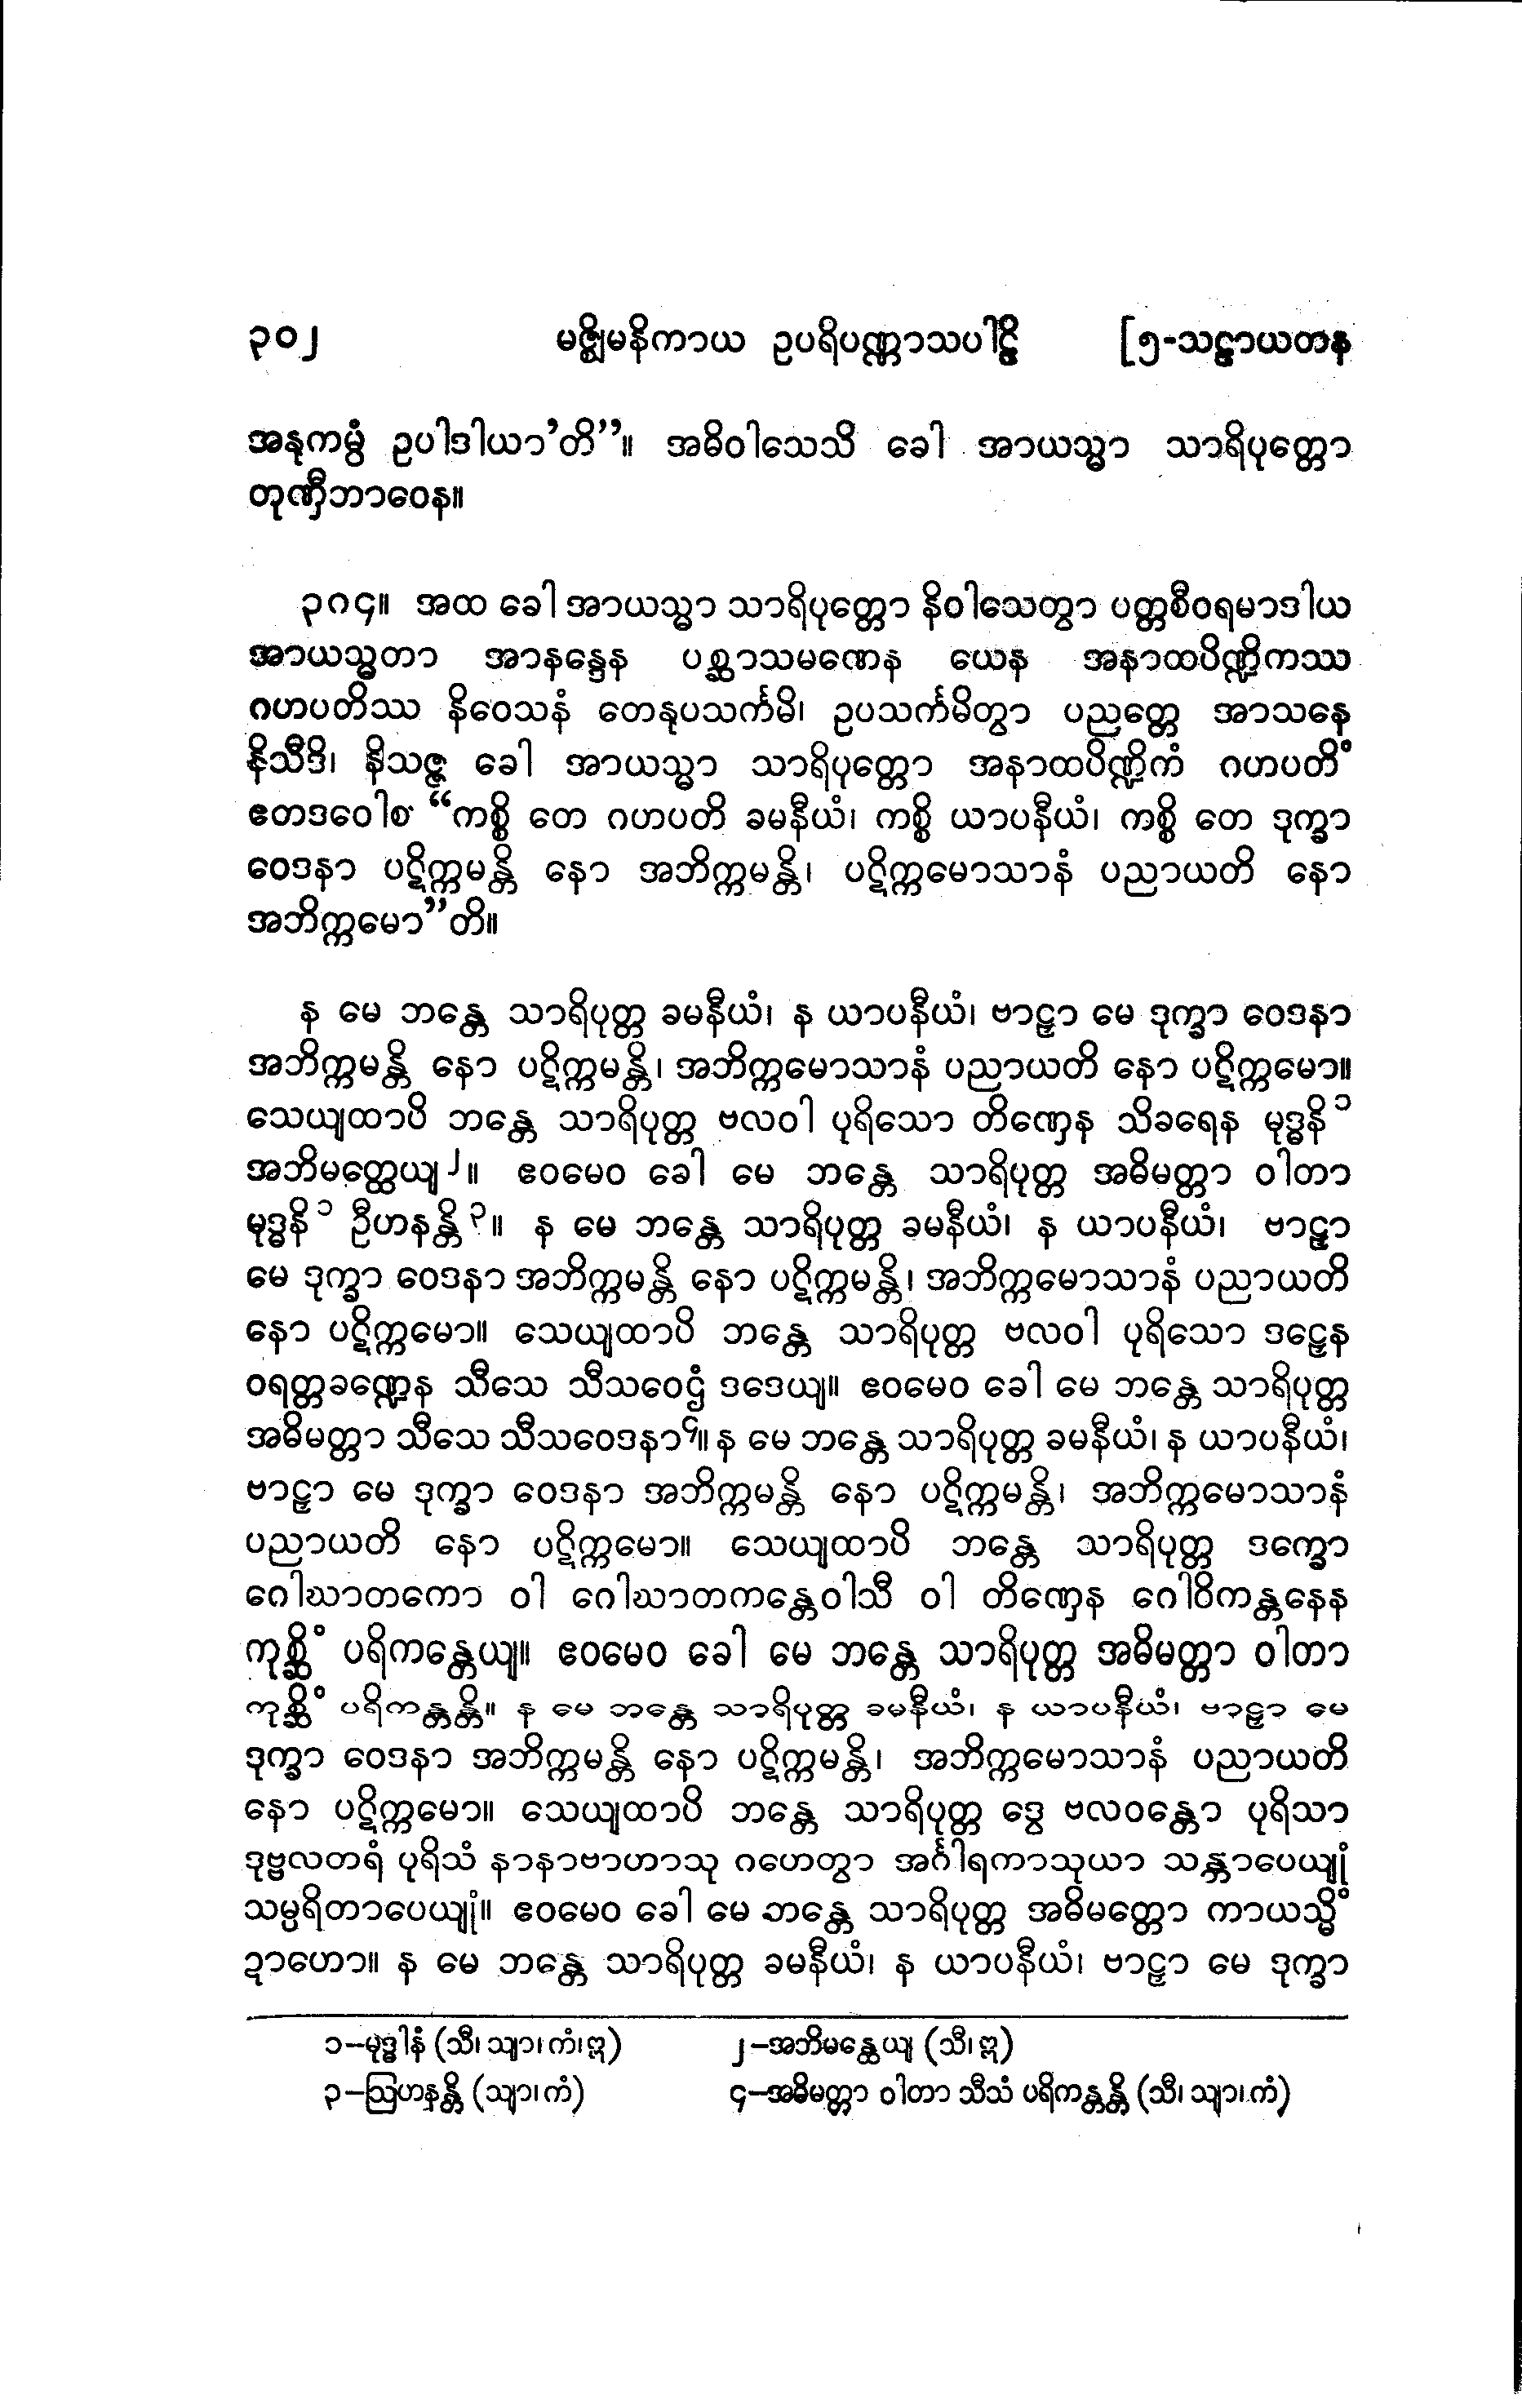 ၃၀၂ မဇ္ဈိမနိကာယ ဥပရိပဏ္ဏာသပါဠိ [၅-သဠာယတန
အနုကမ္ပံ ဥပါဒါယာ’တိ”။ အဓိဝါသေသိ ခေါ အာယသ္မာ သာရိပုတ္တော
တုဏှီဘာဝေန။
၃၈၄။ အထ ခေါ အာယသ္မာ သာရိပုတ္တော နိဝါသေတွာ ပတ္တစီဝရမာဒါယ
အာယသ္မတာ အာနန္ဒေန ပစ္ဆာသမဏေန ယေန အနာထပိဏ္ဍိကဿ
ဂဟပတိဿ နိဝေသနံ တေနုပသင်္ကမိ၊ ဥပသင်္ကမိတွာ ပညတ္တေ အာသနေ
နိသီဒိ၊ နိသဇ္ဇ ခေါ အာယသ္မာ သာရိပုတ္တော အနာထပိဏ္ဍိကံ ဂဟပတိံ
ဧတဒဝေါစ “ကစ္စိ တေ ဂဟပတိ ခမနီယံ၊ ကစ္စိ ယာပနီယံ၊ ကစ္စိ တေ ဒုက္ခာ
ဝေဒနာ ပဋိက္ကမန္တိ နော အဘိက္ကမန္တိ၊ ပဋိက္ကမောသာနံ ပညာယတိ နော
အဘိက္ကမော”တိ။
န မေ ဘန္တေ သာရိပုတ္တ ခမနီယံ၊ န ယာပနီယံ၊ ဗာဠှာ မေ ဒုက္ခာ ဝေဒနာ
အဘိက္ကမန္တိ နော ပဋိက္ကမန္တိ၊ အဘိက္ကမောသာနံ ပညာယတိ နော ပဋိက္ကမော။
သေယျထာပိ ဘန္တေ သာရိပုတ္တ ဗလဝါ ပုရိသော တိဏှေန သိခရေန မုဒ္ဓနိ ၁
အဘိမတ္ထေယျ ၂။ ဧဝမေဝ ခေါ မေ ဘန္တေ သာရိပုတ္တ အဓိမတ္တာ ဝါတာ
မုဒ္ဓနိ ၁ ဦဟနန္တိ ၃။ န မေ ဘန္တေ သာရိပုတ္တ ခမနီယံ၊ န ယာပနီယံ၊ ဗာဠှာ
မေ ဒုက္ခာ ဝေဒနာ အဘိက္ကမန္တိ နော ပဋိက္ကမန္တိ၊ အဘိက္ကမောသာနံ ပညာယတိ
နော ပဋိက္ကမော။ သေယျထာပိ ဘန္တေ သာရိပုတ္တ ဗလဝါ ပုရိသော ဒဠှေန
ဝရတ္တခဏ္ဍေန သီသေ သီသဝေဌံ ဒဒေယျ။ ဧဝမေဝ ခေါ မေ ဘန္တေ သာရိပုတ္တ
အဓိမတ္တာ သီသေ သီသဝေဒနာ၄။ န မေ ဘန္တေ သာရိပုတ္တ ခမနီယံ၊ န ယာပနီယံ၊
ဗာဠှာ မေ ဒုက္ခာ ဝေဒနာ အဘိက္ကမန္တိ နော ပဋိက္ကမန္တိ၊ အဘိက္ကမောသာနံ
ပညာယတိ နော ပဋိက္ကမော။ သေယျထာပိ ဘန္တေ သာရိပုတ္တ ဒက္ခော
ဂေါဃာတကော ဝါ ဂေါဃာတကန္တေဝါသီ ဝါ တိဏှေန ဂေါဝိကန္တနေန
ကုစ္ဆိံ ပရိကန္တေယျ။ ဧဝမေဝ ခေါ မေ ဘန္တေ သာရိပုတ္တ အဓိမတ္တာ ဝါတာ
ကုစ္ဆိံ ပရိကန္တန္တိ။ န မေ ဘန္တေ သာရိပုတ္တ ခမနီယံ၊ န ယာပနီယံ၊ ဗာဠှာ မေ
ဒုက္ခာ ဝေဒနာ အဘိက္ကမန္တိ နော ပဋိက္ကမန္တိ၊ အဘိက္ကမောသာနံ ပညာယတိ
နော ပဋိက္ကမော။ သေယျထာပိ ဘန္တေ သာရိပုတ္တ ဒွေ ဗလဝန္တော ပုရိသာ
ဒုဗ္ဗလတရံ ပုရိသံ နာနာဗာဟာသု ဂဟေတွာ အင်္ဂါရကာသုယာ သန္တာပေယျုံ
သမ္ပရိတာပေယျုံ။ ဧဝမေဝ ခေါ မေ ဘန္တေ သာရိပုတ္တ အဓိမတ္တော ကာယသ္မိံ
ဍာဟော။ န မေ ဘန္တေ သာရိပုတ္တ ခမနီယံ၊ န ယာပနီယံ၊ ဗာဠှာ မေ ဒုက္ခာ
၁–မုဒ္ဓါနံ (သီ၊ သျာ၊ ကံ၊ ဣ) ၂–အဘိမန္ထေယျ (သီ၊ ဣ)
၃–ဩဟနန္တိ (သျာ၊ ကံ) ၄–အဓိမတ္တာ ဝါတာ သီသံ ပရိကန္တန္တိ (သီ၊ သျာ၊ ကံ)